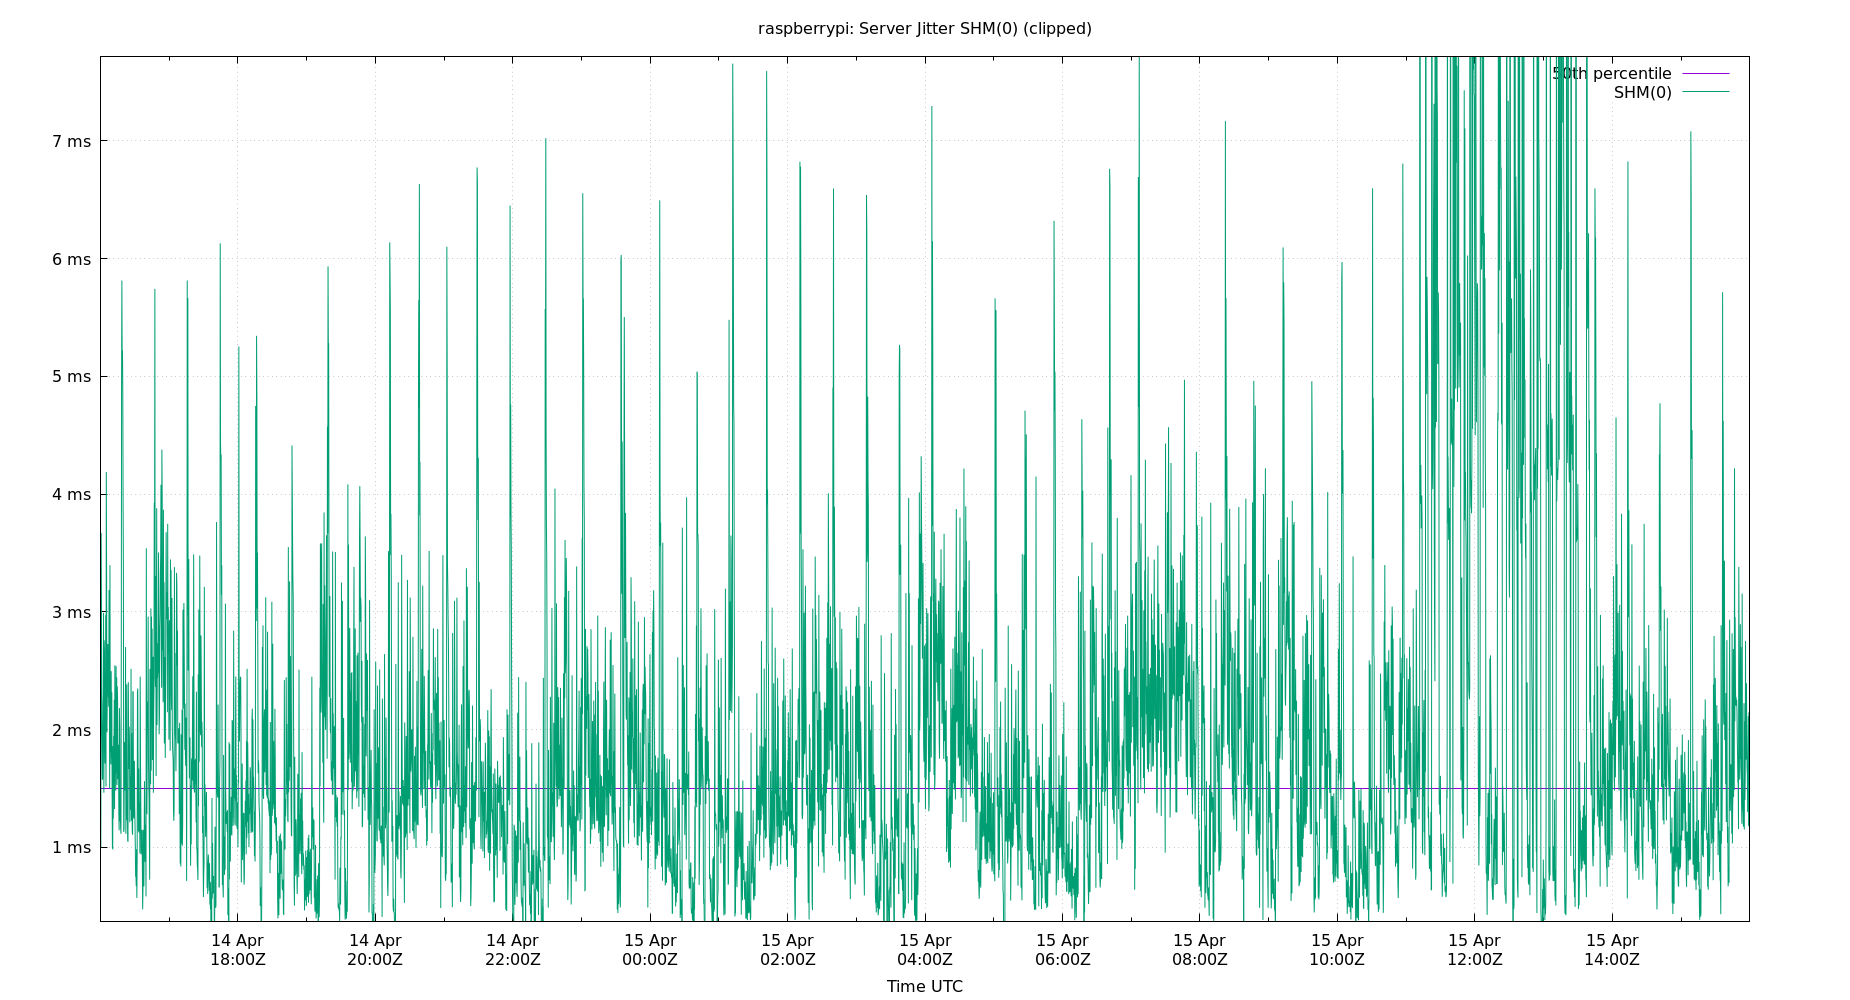 raspberrypi: Server Jitter SHM(0) (clipped)
50th percentile
SHM(0)
7 ms
6 ms
5 ms
4 ms
3 ms
2 ms
1 ms
14 Apr 14 Apr 14 Apr 15 Apr 15 Apr 15 Apr 15 Apr 15 Apr 15 Apr 15 Apr 15 Apr
18:00Z 20:00Z 22:00Z 00:00Z 02:00Z 04:00Z 06:00Z 08:00Z 10:00Z 12:00Z 14:00Z
Time UTC